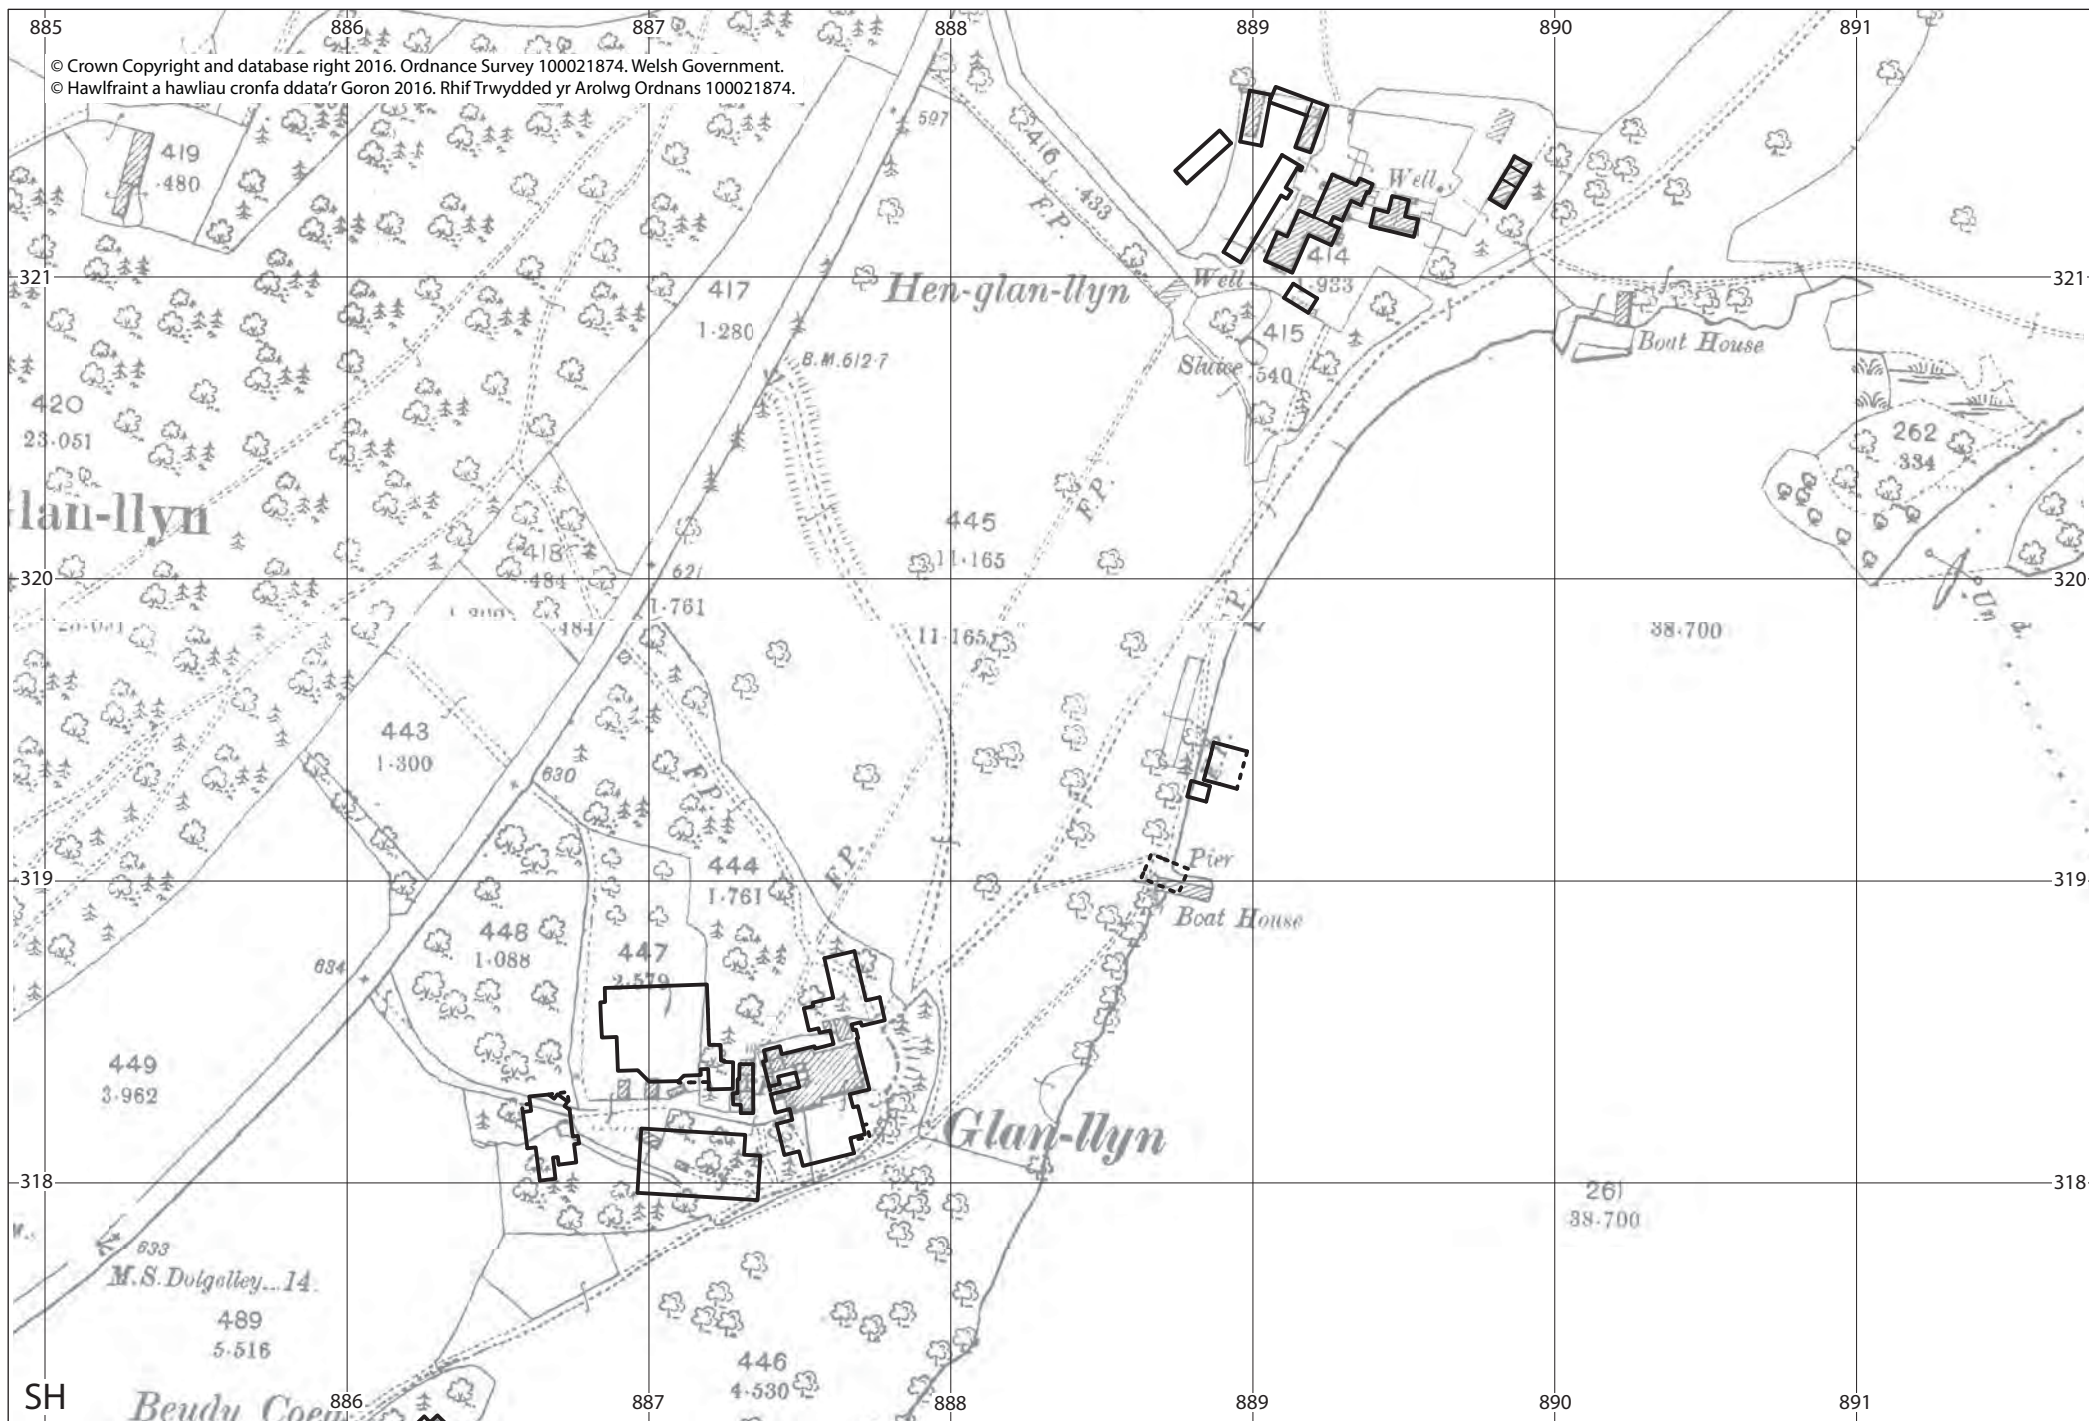 885 886 887 888 889 890 891
© Crown Copyright and database right 2016. Ordnance Survey 100021874. Welsh Government.
© Hawlfraint a hawliau cronfa ddata'r Goron 2016. Rhif Trwydded yr Arolwg Ordnans 100021874.
597
419
·480
416
·433
F.P.
Well
414
1·933
Well
321
321
Hen-glan-llyn
417
1·280
415
·540
Sluice
Boat House
B.M.612·7
420
23·051
262
·334
lan-llyn
445
11·165
F.P.
418
·484
621
320
320
1·761
484
11·165
P.
38·700
443
1·300
630
F.P.
F.P.
444
1·761
F.P.
Pier
319
319
Boat House
448
1·088
447
2·579
634
449
3·962
Glan-llyn
318
318
261
38·700
633
M.S. Dolgelley...14
489
5·516
446
4·530
SH
Beudy Coed
886 887 888 889 890 891